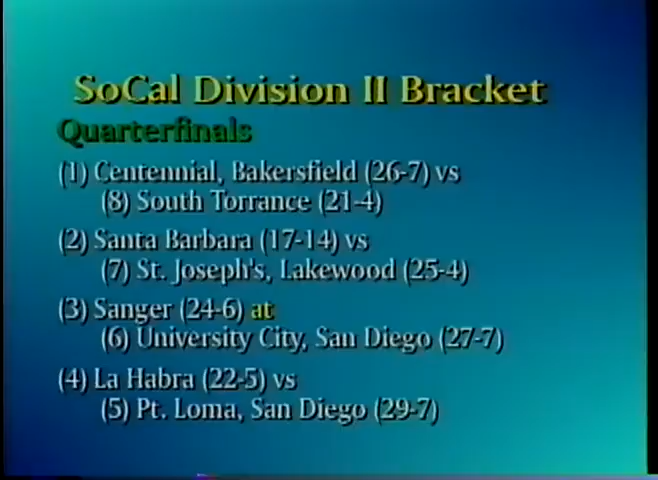 SoCal Division II Bracket
Quarterfinals
(1) Centennial, Bakersfield (26-7) vs
(8) South Torrance (21-4)
(2) Santa Barbara (17-14) vs
(7) St. Joseph's, Lakewood (25-4)
(3) Sanger (24-6) at
(6) University City, San Diego (27-7)
(4) La Habra (22-5) vs
(5) Pt. Loma, San Diego (29-7)